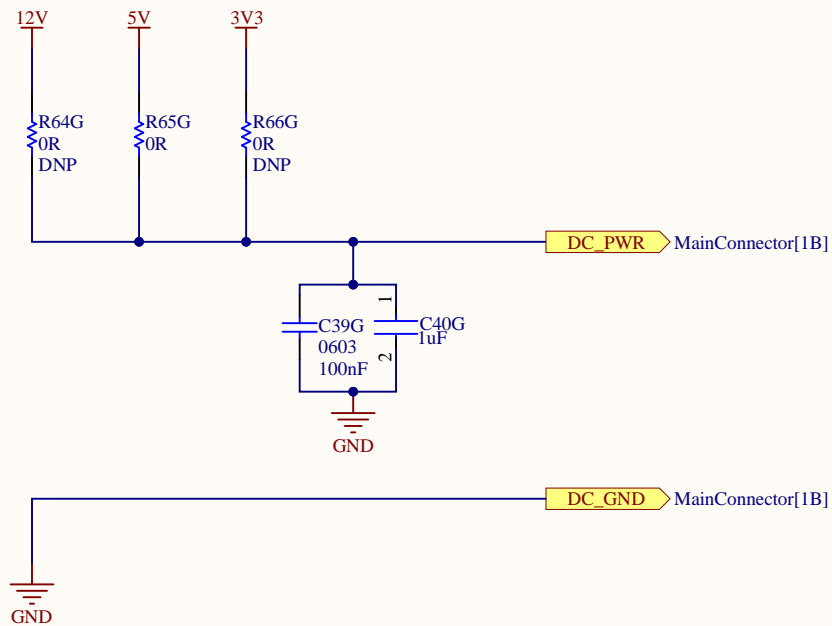 12V
5V
3V3
R64G
0R
DNP
R65G
0R
R66G
0R
DNP
DC_PWR
MainConnector[1B]
1
2
C39G
0603
100nF
C40G
1uF
GND
DC_GND
MainConnector[1B]
GND